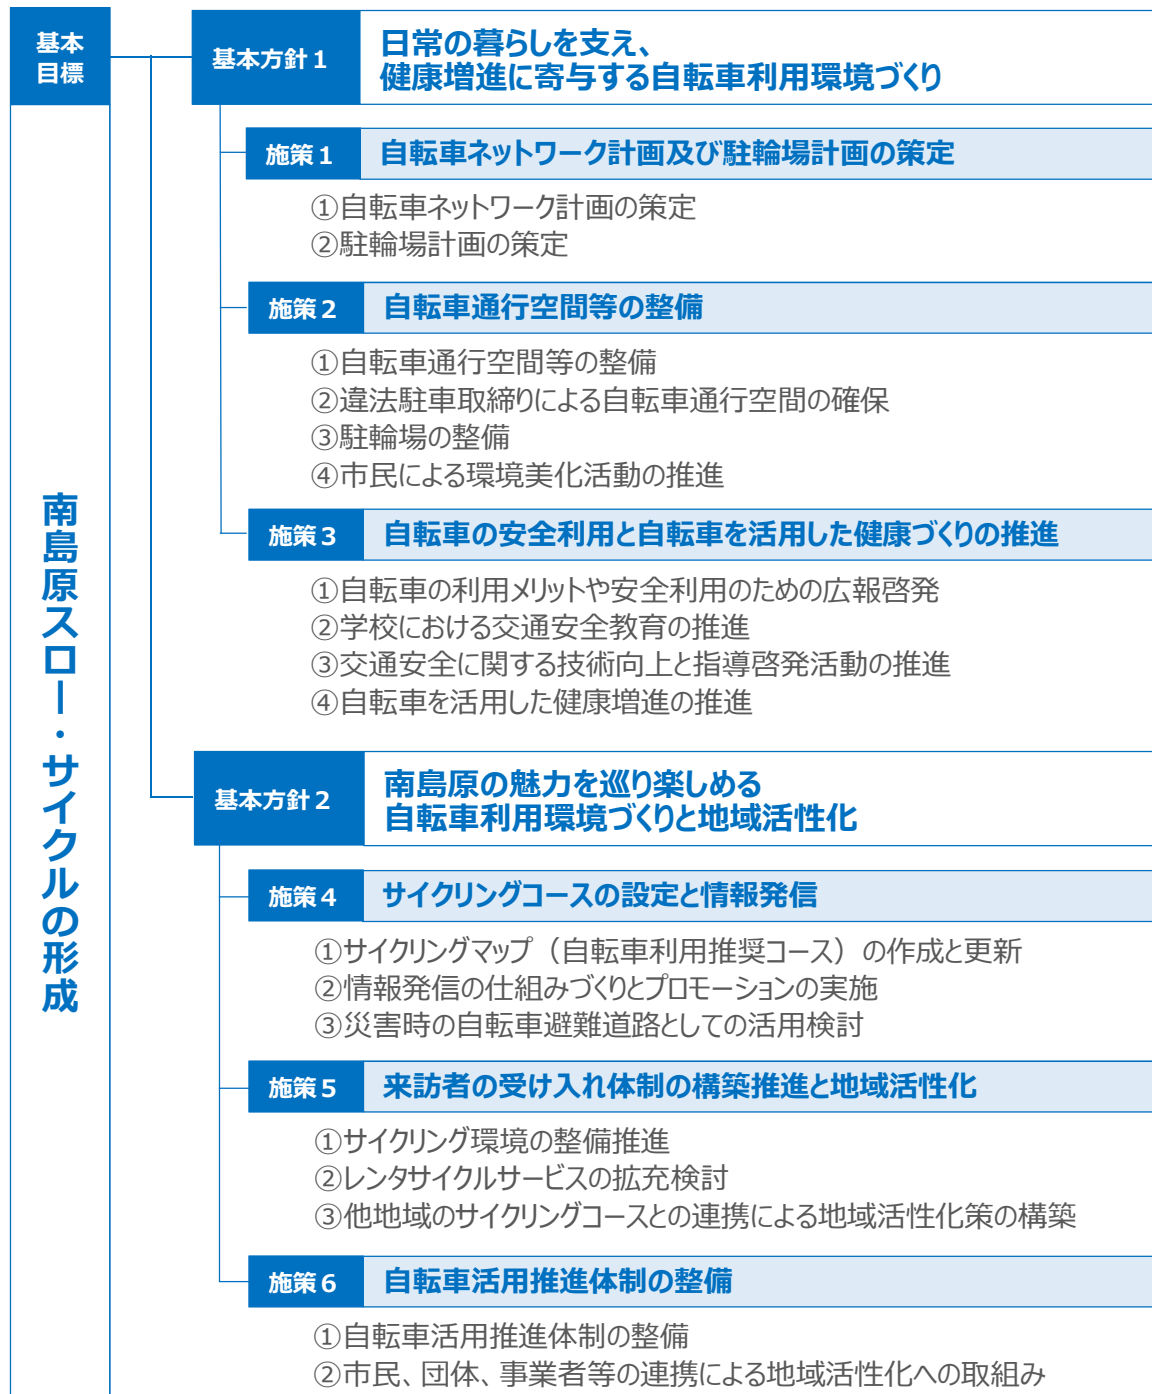 基本
目標
南島原スロー・サイクルの形成
基本方針1
日常の暮らしを支え、
健康増進に寄与する自転車利用環境づくり
施策1
自転車ネットワーク計画及び駐輪場計画の策定
①自転車ネットワーク計画の策定
②駐輪場計画の策定
施策2
自転車通行空間等の整備
①自転車通行空間等の整備
②違法駐車取締りによる自転車通行空間の確保
③駐輪場の整備
④市民による環境美化活動の推進
施策3
自転車の安全利用と自転車を活用した健康づくりの推進
①自転車の利用メリットや安全利用のための広報啓発
②学校における交通安全教育の推進
③交通安全に関する技術向上と指導啓発活動の推進
④自転車を活用した健康増進の推進
基本方針2
南島原の魅力を巡り楽しめる
自転車利用環境づくりと地域活性化
施策4
サイクリングコースの設定と情報発信
①サイクリングマップ（自転車利用推奨コース）の作成と更新
②情報発信の仕組みづくりとプロモーションの実施
③災害時の自転車避難道路としての活用検討
施策5
来訪者の受け入れ体制の構築推進と地域活性化
①サイクリング環境の整備推進
②レンタサイクルサービスの拡充検討
③他地域のサイクリングコースとの連携による地域活性化策の構築
施策6
自転車活用推進体制の整備
①自転車活用推進体制の整備
②市民、団体、事業者等の連携による地域活性化への取組み